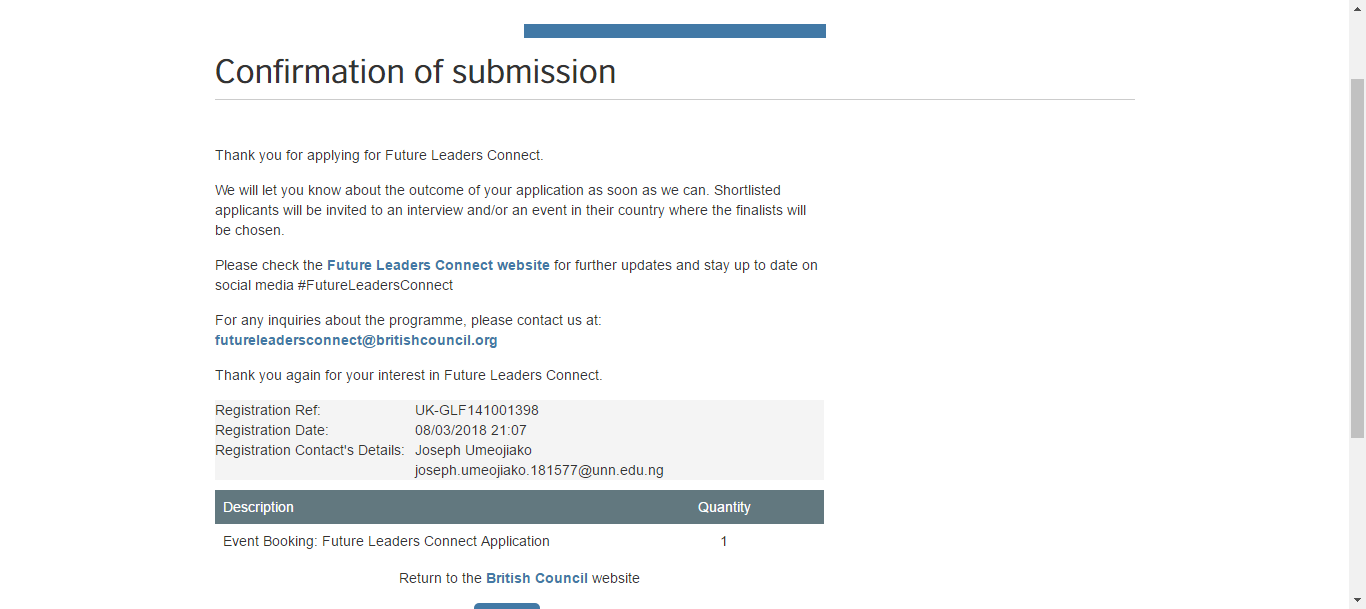 Confirmation of submission
Thank you for applying for Future Leaders Connect.
We will let you know about the outcome of your application as soon as we can. Shortlisted
applicants will be invited to an interview and/or an event in their country where the finalists will
be chosen.
Please check the Future Leaders Connect website for further updates and stay up to date on
social media #FutureLeadersConnect
For any inquiries about the programme, please contact us at:
futureleadersconnect@britishcouncil.org
Thank you again for your interest in Future Leaders Connect.
Registration Ref: UK-GLF141001398
Registration Date: 08/03/2018 21:07
Registration Contact's Details: Joseph Umeojiako
joseph.umeojiako.181577@unn.edu.ng
Description Quantity
Event Booking: Future Leaders Connect Application 1
Return to the British Council website